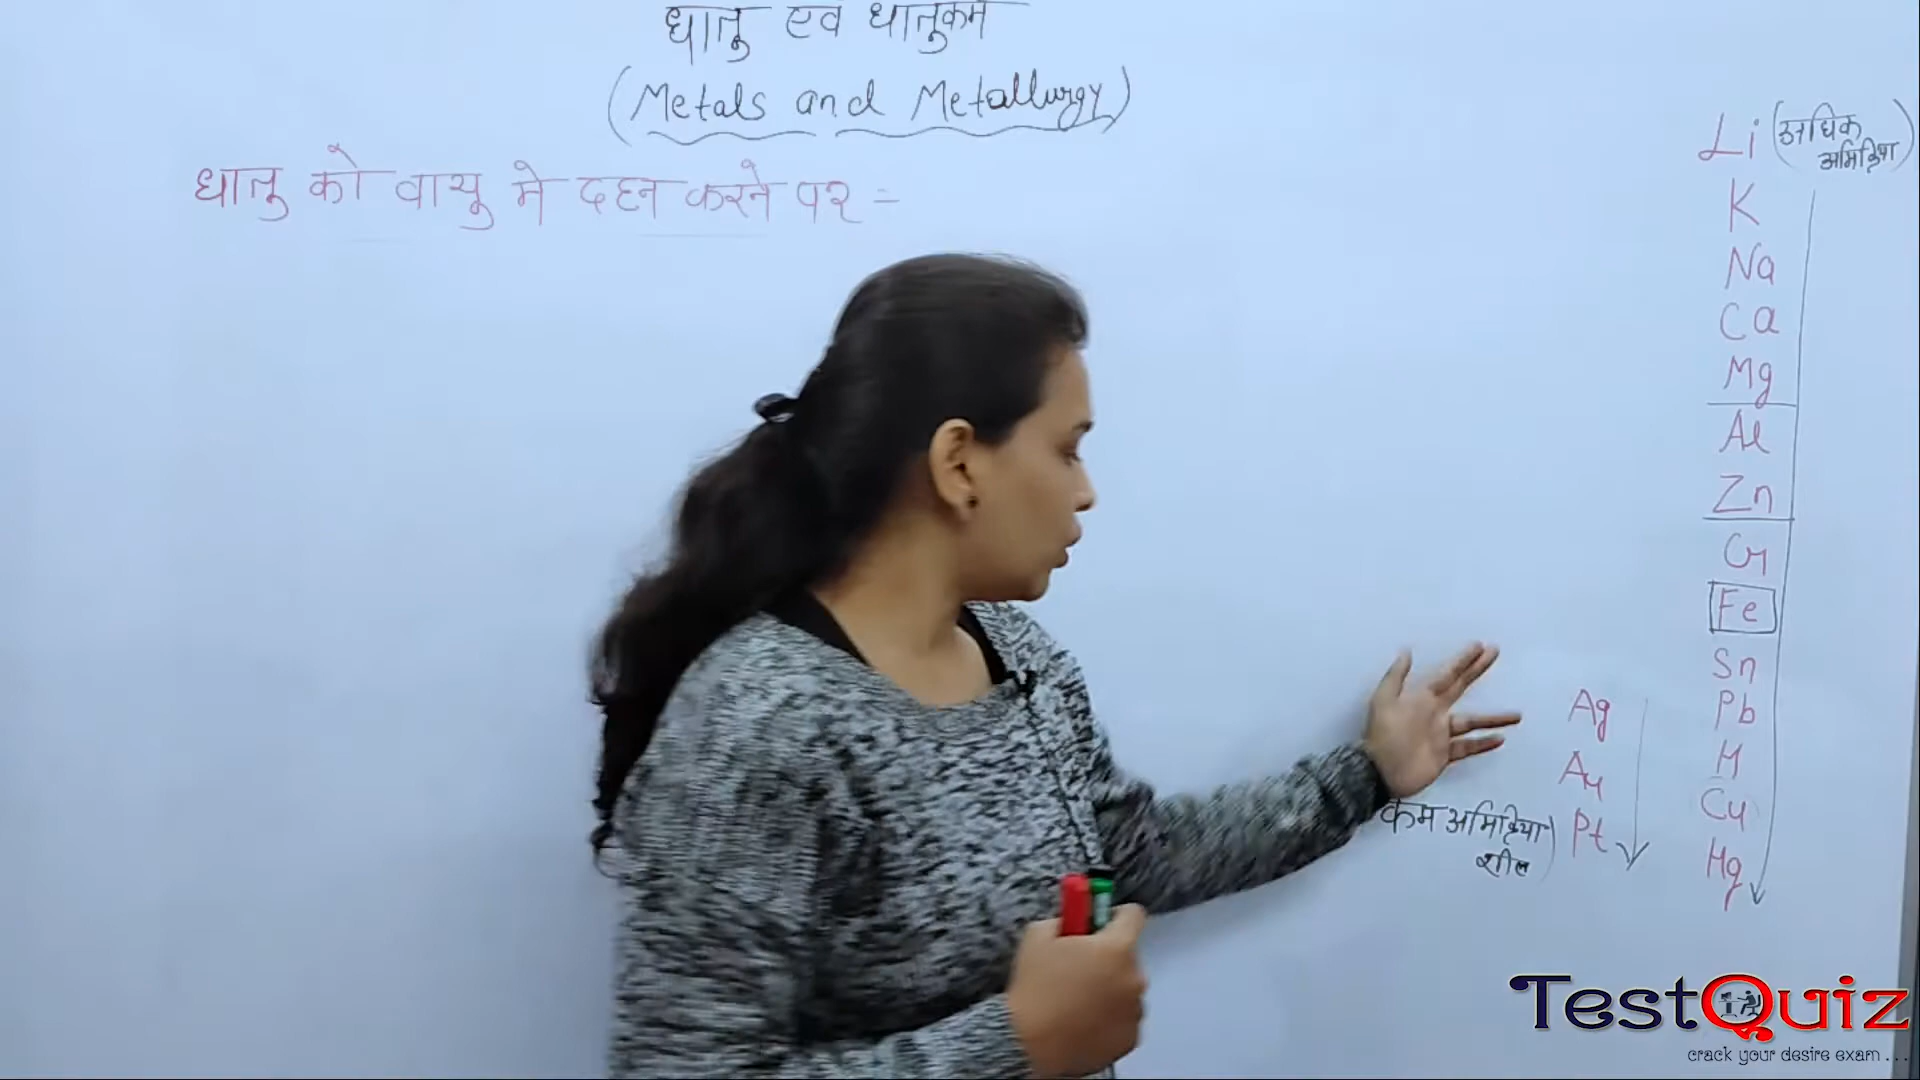 धातु एवं धातुकर्म
(Metals and Metallurgy)
धातु को वायु मे दहन करने पर =
Li (अधिक
अभिक्रिया
K
Na
Ca
Mg
Al
Zn
Cr
Fe
Sn
Pb
H
Cu
Hg
Ag
Au
Pt
कम अभिक्रिया
शील)
TestQuiz
crack your desire exam . . .